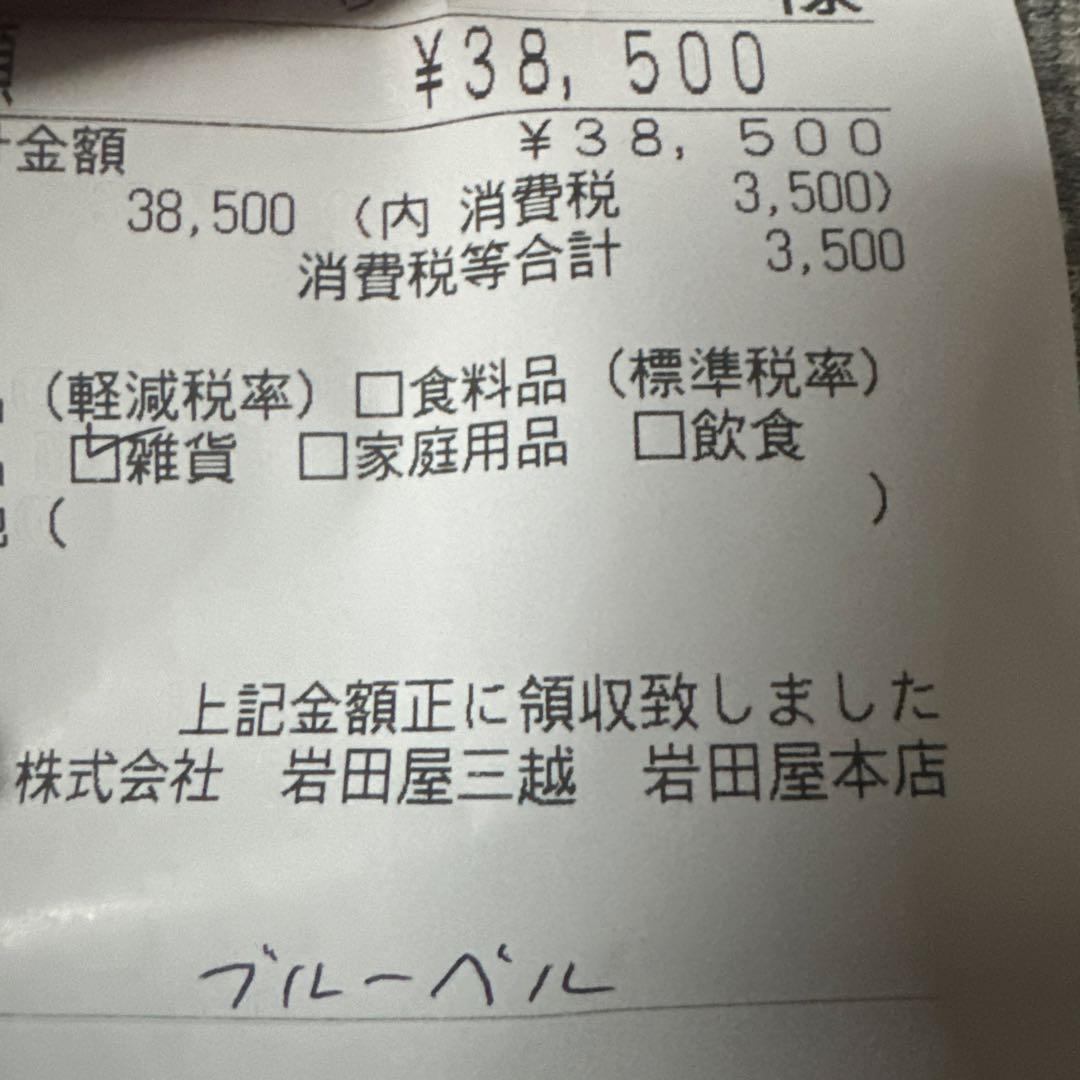 様
額 ¥38,500
計金額 ¥38,500
38,500 (内 消費税 3,500)
消費税等合計 3,500
(軽減税率) □食料品 (標準税率)
☑雑貨 □家庭用品 □飲食
( )
上記金額正に領収致しました
株式会社 岩田屋三越 岩田屋本店
ブルーベル